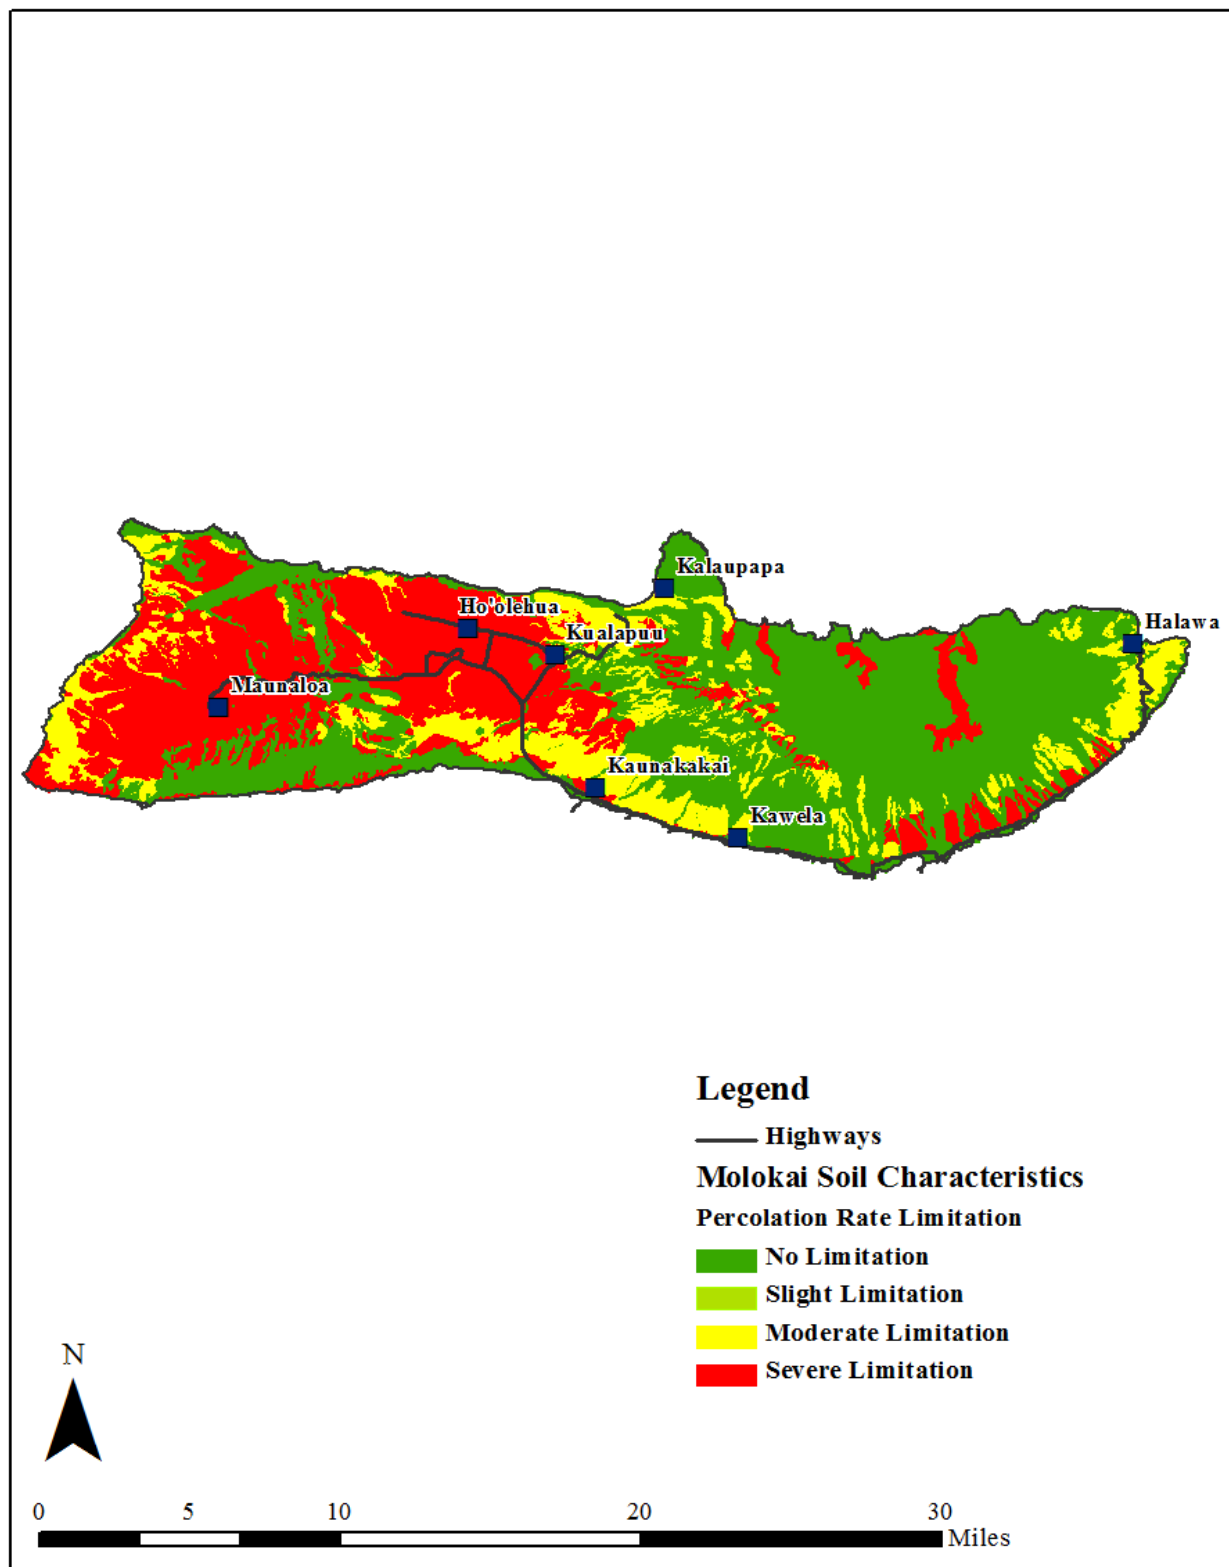 Kalaupapa
Ho'olehua
Halawa
Kualapuu
Maunaloa
Kaunakakai
Kawela
Legend
Highways
Molokai Soil Characteristics
Percolation Rate Limitation
No Limitation
Slight Limitation
Moderate Limitation
Severe Limitation
N
0 5 10 20 30
Miles